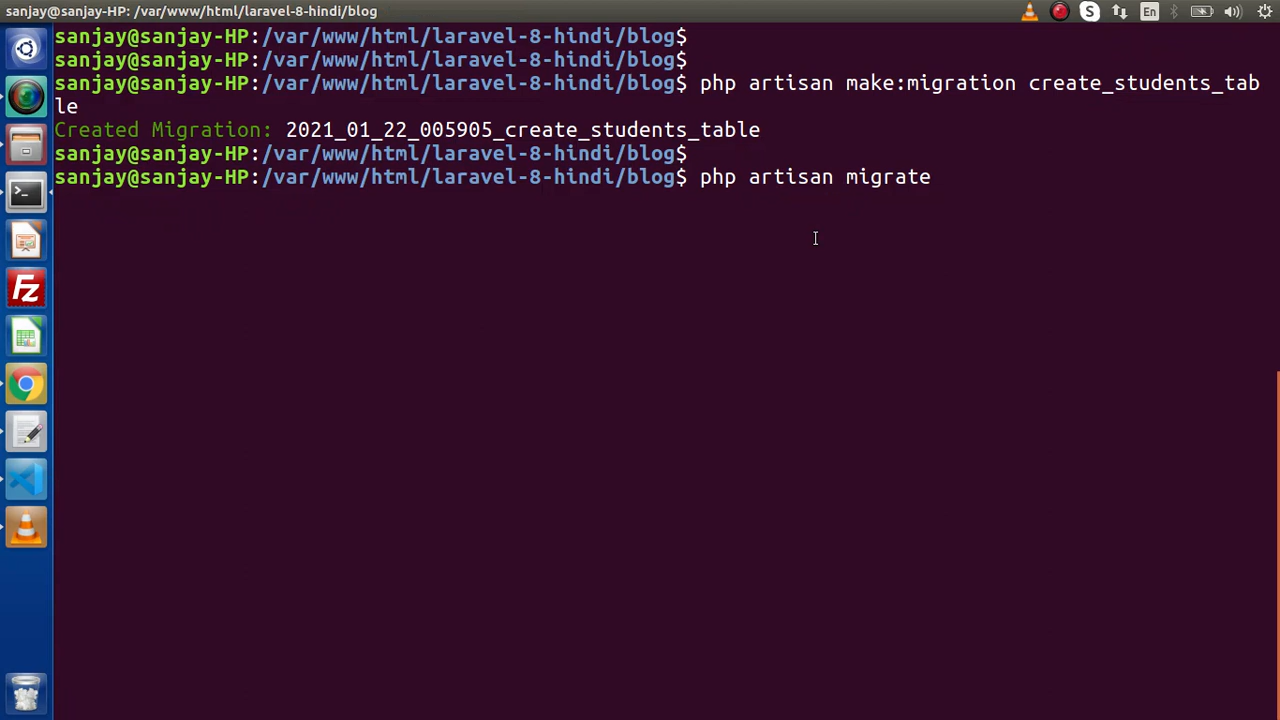 sanjay@sanjay-HP: /var/www/html/laravel-8-hindi/blog
En
sanjay@sanjay-HP:/var/www/html/laravel-8-hindi/blog$
sanjay@sanjay-HP:/var/www/html/laravel-8-hindi/blog$
sanjay@sanjay-HP:/var/www/html/laravel-8-hindi/blog$ php artisan make:migration create_students_tab
le
Created Migration: 2021_01_22_005905_create_students_table
sanjay@sanjay-HP:/var/www/html/laravel-8-hindi/blog$
sanjay@sanjay-HP:/var/www/html/laravel-8-hindi/blog$ php artisan migrate
Fz